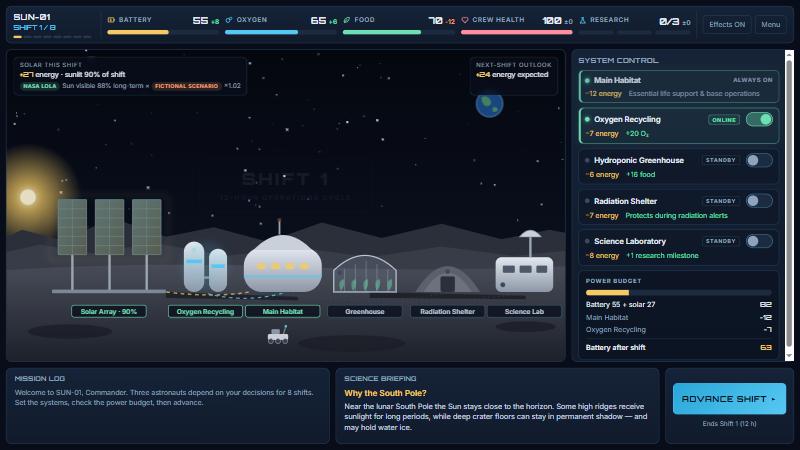 SUN-01
SHIFT 1 / 8
BATTERY 55 +8
OXYGEN 65 +6
FOOD 70 -12
CREW HEALTH 100 ±0
RESEARCH 0/3 ±0
Effects ON
Menu
SOLAR THIS SHIFT
+27 energy · sunlit 90% of shift
NASA LOLA Sun visible 88% long-term × FICTIONAL SCENARIO ×1.02
NEXT-SHIFT OUTLOOK
+24 energy expected
SHIFT 1
12-HOUR OPERATIONS CYCLE
Solar Array · 90%
Oxygen Recycling
Main Habitat
Greenhouse
Radiation Shelter
Science Lab
SYSTEM CONTROL
Main Habitat ALWAYS ON
-12 energy Essential life support & base operations
Oxygen Recycling ONLINE
-7 energy +20 O₂
Hydroponic Greenhouse STANDBY
-6 energy +16 food
Radiation Shelter STANDBY
-7 energy Protects during radiation alerts
Science Laboratory STANDBY
-8 energy +1 research milestone
POWER BUDGET
Battery 55 + solar 27 82
Main Habitat -12
Oxygen Recycling -7
Battery after shift 63
MISSION LOG
Welcome to SUN-01, Commander. Three astronauts depend on your decisions for 8 shifts.
Set the systems, check the power budget, then advance.
SCIENCE BRIEFING
Why the South Pole?
Near the lunar South Pole the Sun stays close to the horizon. Some high ridges receive
sunlight for long periods, while deep crater floors can stay in permanent shadow — and
may hold water ice.
ADVANCE SHIFT ▸
Ends Shift 1 (12 h)